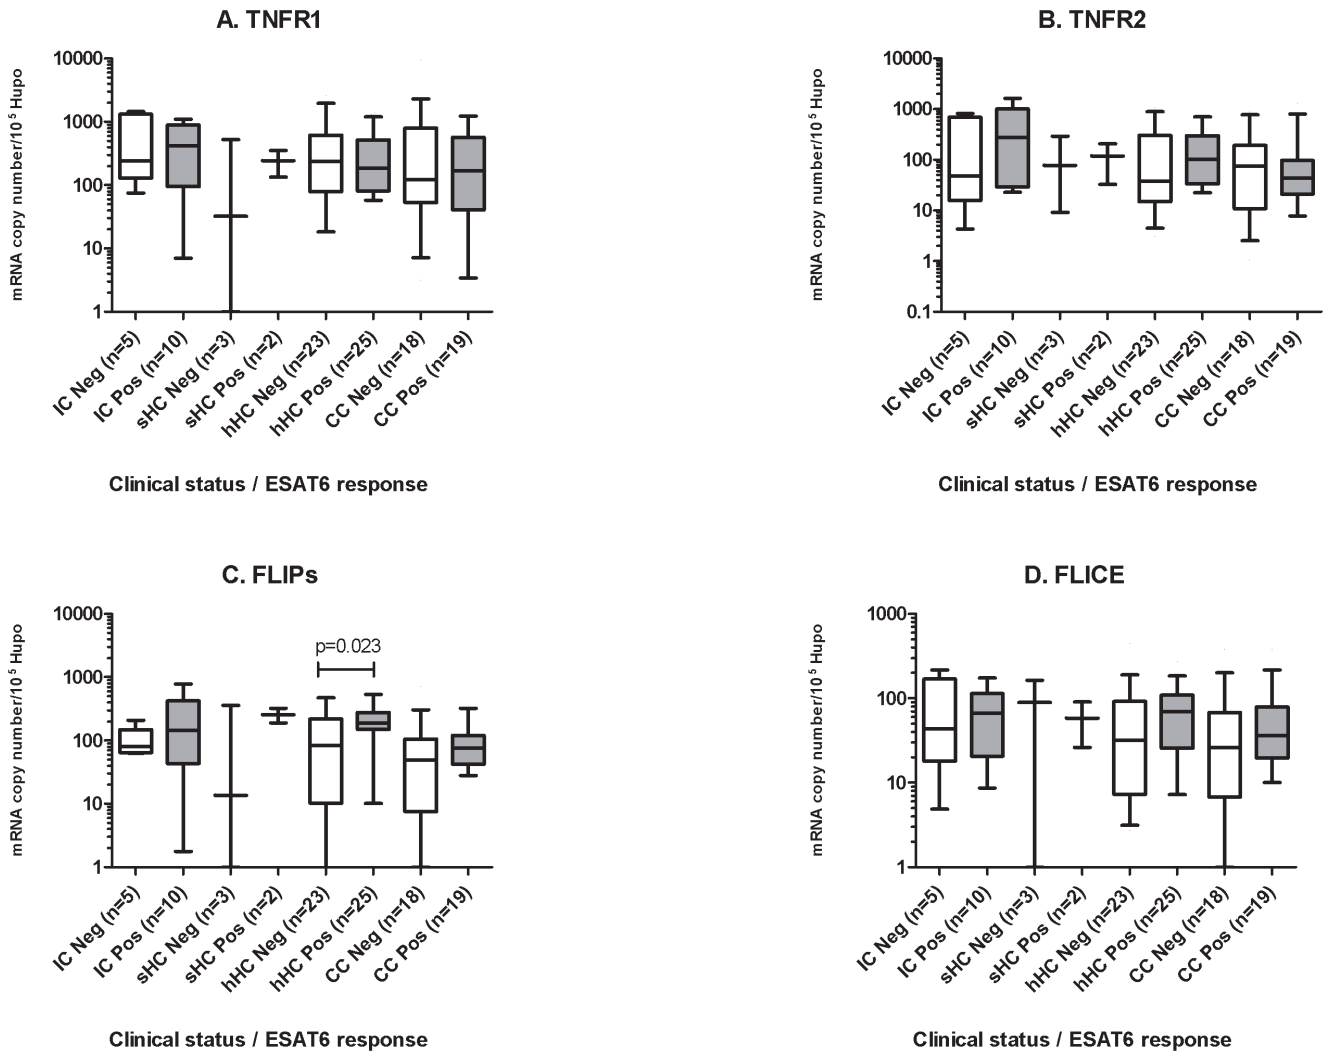 A. TNFR1
mRNA copy number/10⁵ Hupo
10000
1000
100
10
1
IC Neg (n=5)
IC Pos (n=10)
sHC Neg (n=3)
sHC Pos (n=2)
hHC Neg (n=23)
hHC Pos (n=25)
CC Neg (n=18)
CC Pos (n=19)
Clinical status / ESAT6 response
B. TNFR2
mRNA copy number/10⁵ Hupo
10000
1000
100
10
1
0.1
IC Neg (n=5)
IC Pos (n=10)
sHC Neg (n=3)
sHC Pos (n=2)
hHC Neg (n=23)
hHC Pos (n=25)
CC Neg (n=18)
CC Pos (n=19)
Clinical status / ESAT6 response
C. FLIPs
mRNA copy number/10⁵ Hupo
10000
1000
100
10
1
p=0.023
IC Neg (n=5)
IC Pos (n=10)
sHC Neg (n=3)
sHC Pos (n=2)
hHC Neg (n=23)
hHC Pos (n=25)
CC Neg (n=18)
CC Pos (n=19)
Clinical status / ESAT6 response
D. FLICE
mRNA copy number/10⁵ Hupo
1000
100
10
1
IC Neg (n=5)
IC Pos (n=10)
sHC Neg (n=3)
sHC Pos (n=2)
hHC Neg (n=23)
hHC Pos (n=25)
CC Neg (n=18)
CC Pos (n=19)
Clinical status / ESAT6 response